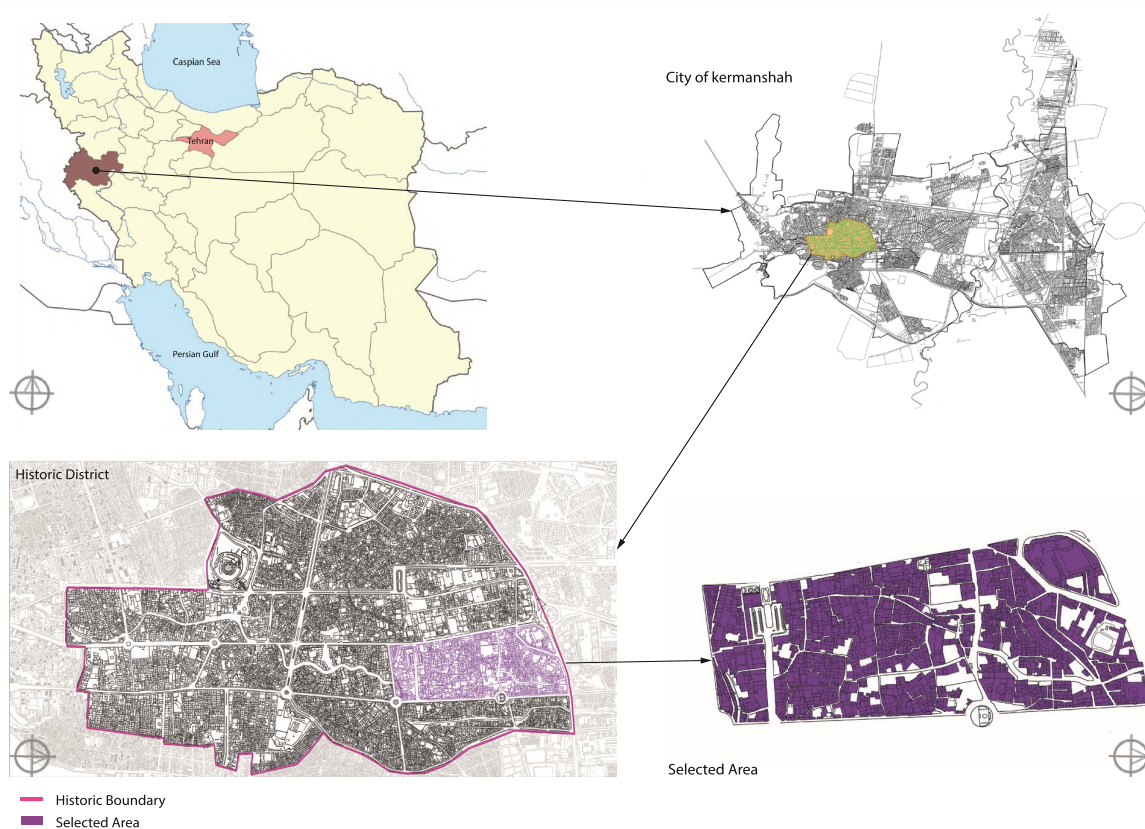 Caspian Sea
City of kermanshah
Tehran
Persian Gulf
Historic District
Selected Area
Historic Boundary
Selected Area